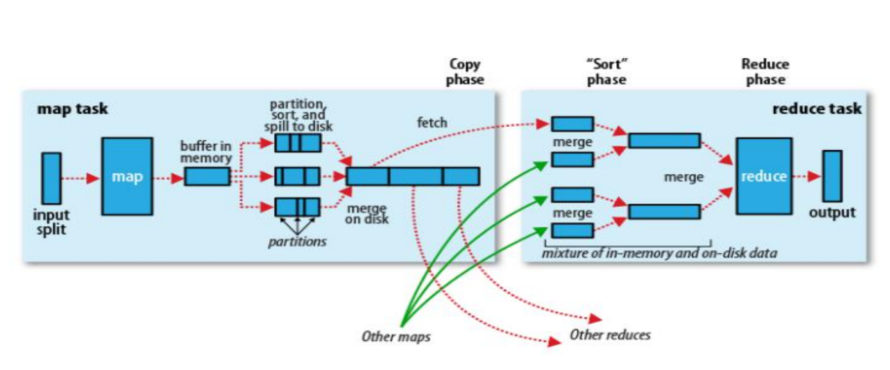 Copy
phase
"Sort"
phase
Reduce
phase
map task
partition,
sort, and
spill to disk
fetch
reduce task
buffer in
memory
map
merge
merge
reduce
input
split
merge
on disk
partitions
merge
output
mixture of in-memory and on-disk data
Other maps
Other reduces